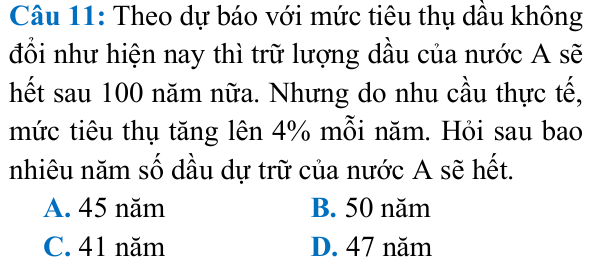 Câu 11: Theo dự báo với mức tiêu thụ dầu không
đổi như hiện nay thì trữ lượng dầu của nước A sẽ
hết sau 100 năm nữa. Nhưng do nhu cầu thực tế,
mức tiêu thụ tăng lên 4% mỗi năm. Hỏi sau bao
nhiêu năm số dầu dự trữ của nước A sẽ hết.
A. 45 năm B. 50 năm
C. 41 năm D. 47 năm